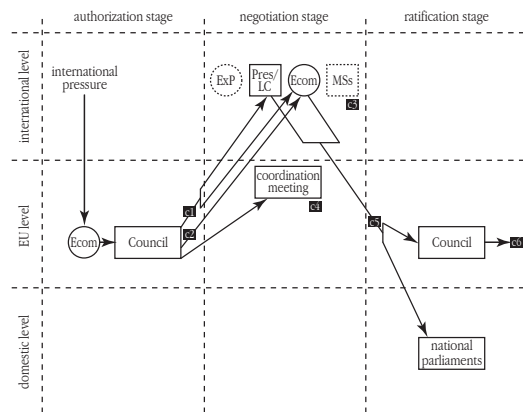 authorization stage
negotiation stage
ratification stage
international level
international
pressure
ExP
Pres/
LC
Ecom
MSs
c3
EU level
c1
c2
coordination
meeting
c4
c5
Ecom
Council
Council
c6
domestic level
national
parliaments